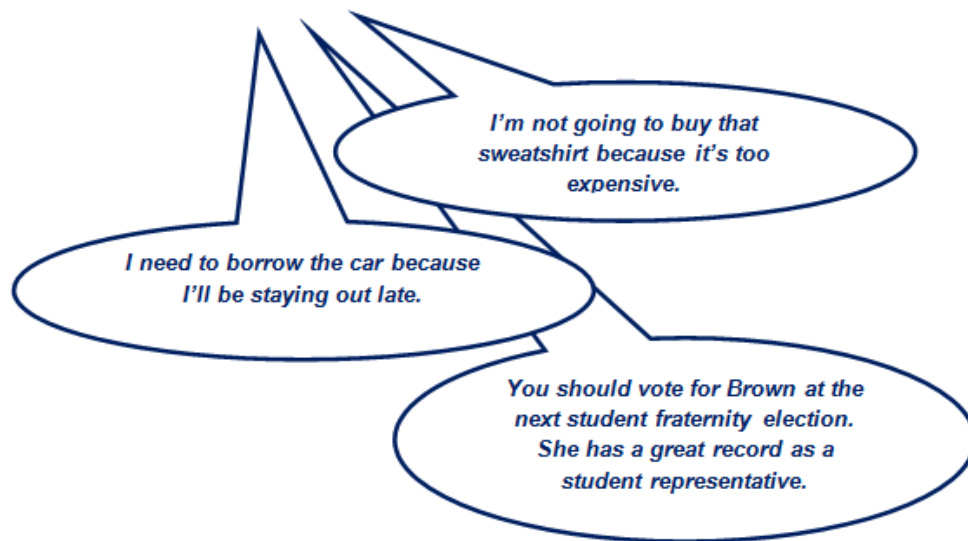 I'm not going to buy that
sweatshirt because it's too
expensive.
I need to borrow the car because
I'll be staying out late.
You should vote for Brown at the
next student fraternity election.
She has a great record as a
student representative.